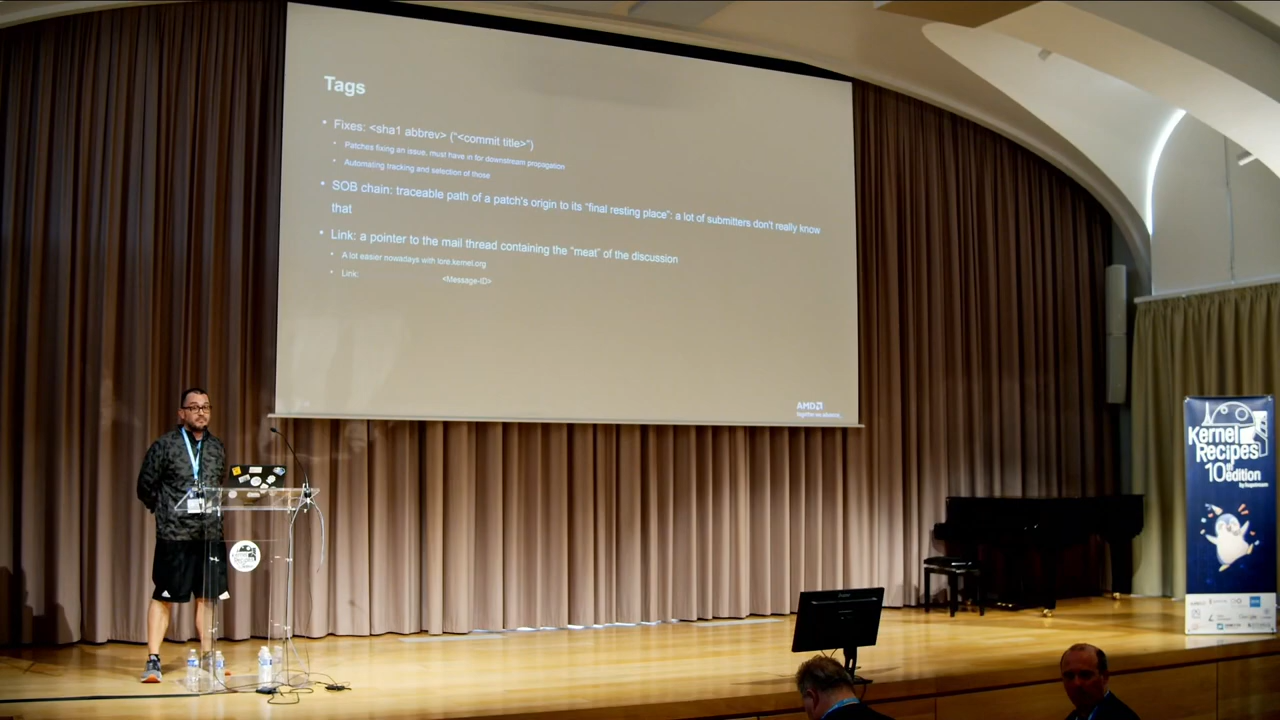 Tags
• Fixes: <sha1 abbrev> ("<commit title>")
• Patches fixing an issue, must have in for downstream propagation
• Automating tracking and selection of those
• SOB chain: traceable path of a patch's origin to its "final resting place": a lot of submitters don't really know
that
• Link: a pointer to the mail thread containing the "meat" of the discussion
• A lot easier nowadays with lore.kernel.org
• Link: <Message-ID>
AMD
together we advance_
Kernel
Recipes
10th edition